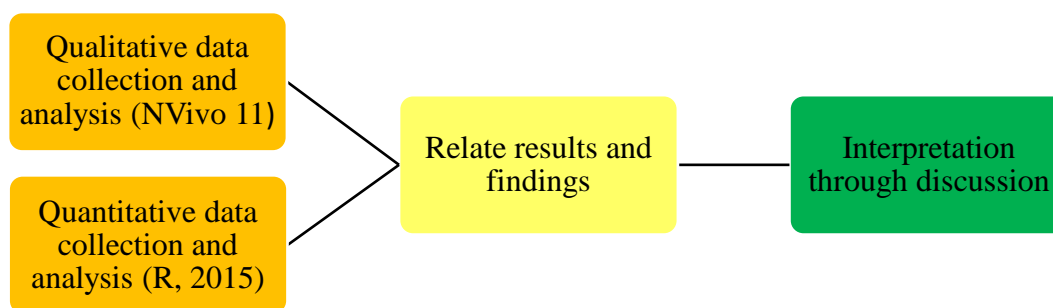 Qualitative data
collection and
analysis (NVivo 11)
Quantitative data
collection and
analysis (R, 2015)
Relate results and
findings
Interpretation
through discussion